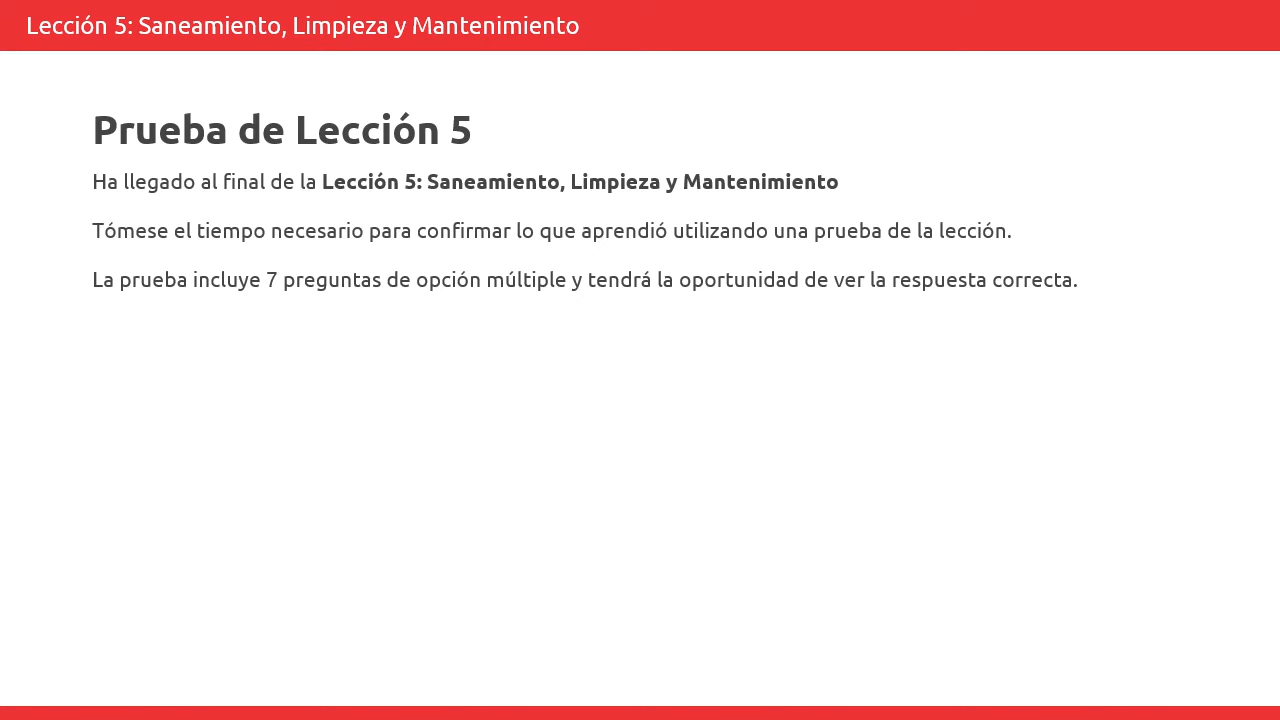 Lección 5: Saneamiento, Limpieza y Mantenimiento
Prueba de Lección 5
Ha llegado al final de la Lección 5: Saneamiento, Limpieza y Mantenimiento
Tómese el tiempo necesario para confirmar lo que aprendió utilizando una prueba de la lección.
La prueba incluye 7 preguntas de opción múltiple y tendrá la oportunidad de ver la respuesta correcta.